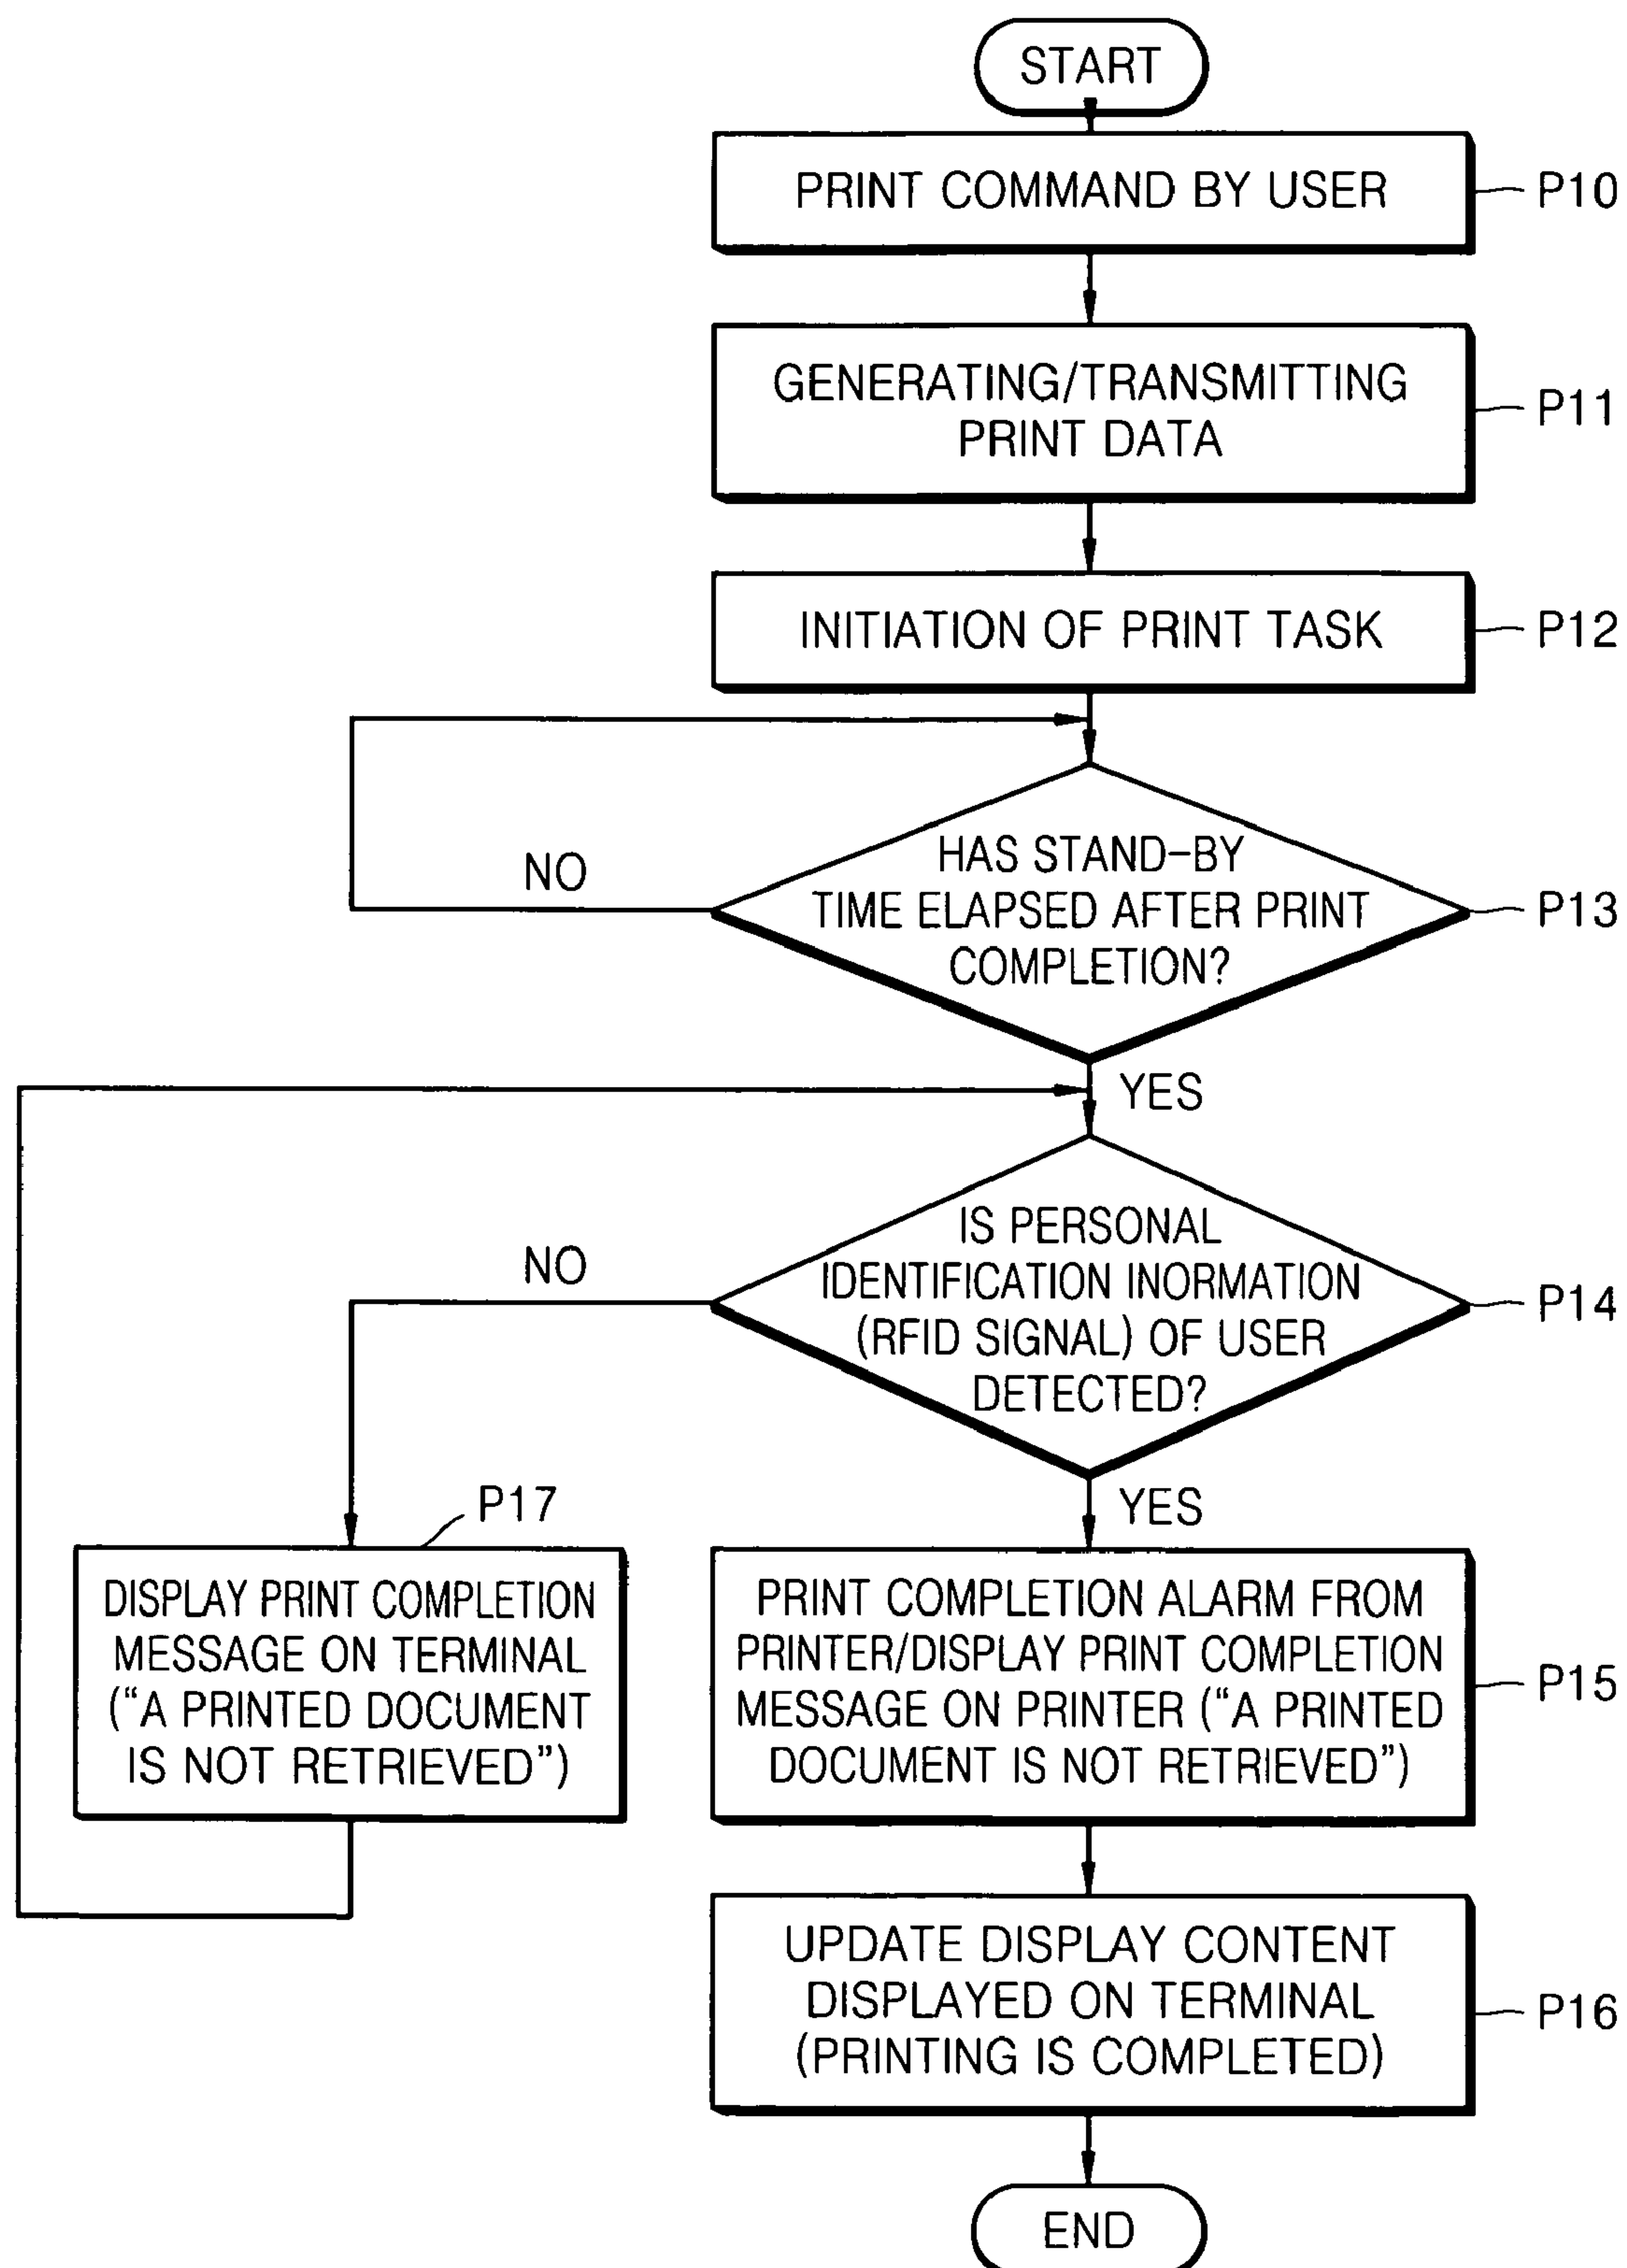 START
PRINT COMMAND BY USER
P10
GENERATING/TRANSMITTING
PRINT DATA
P11
INITIATION OF PRINT TASK
P12
HAS STAND-BY
TIME ELAPSED AFTER PRINT
COMPLETION?
P13
NO
YES
IS PERSONAL
IDENTIFICATION INORMATION
(RFID SIGNAL) OF USER
DETECTED?
P14
NO
YES
P17
DISPLAY PRINT COMPLETION
MESSAGE ON TERMINAL
(“A PRINTED DOCUMENT
IS NOT RETRIEVED”)
PRINT COMPLETION ALARM FROM
PRINTER/DISPLAY PRINT COMPLETION
MESSAGE ON PRINTER (“A PRINTED
DOCUMENT IS NOT RETRIEVED”)
P15
UPDATE DISPLAY CONTENT
DISPLAYED ON TERMINAL
(PRINTING IS COMPLETED)
P16
END